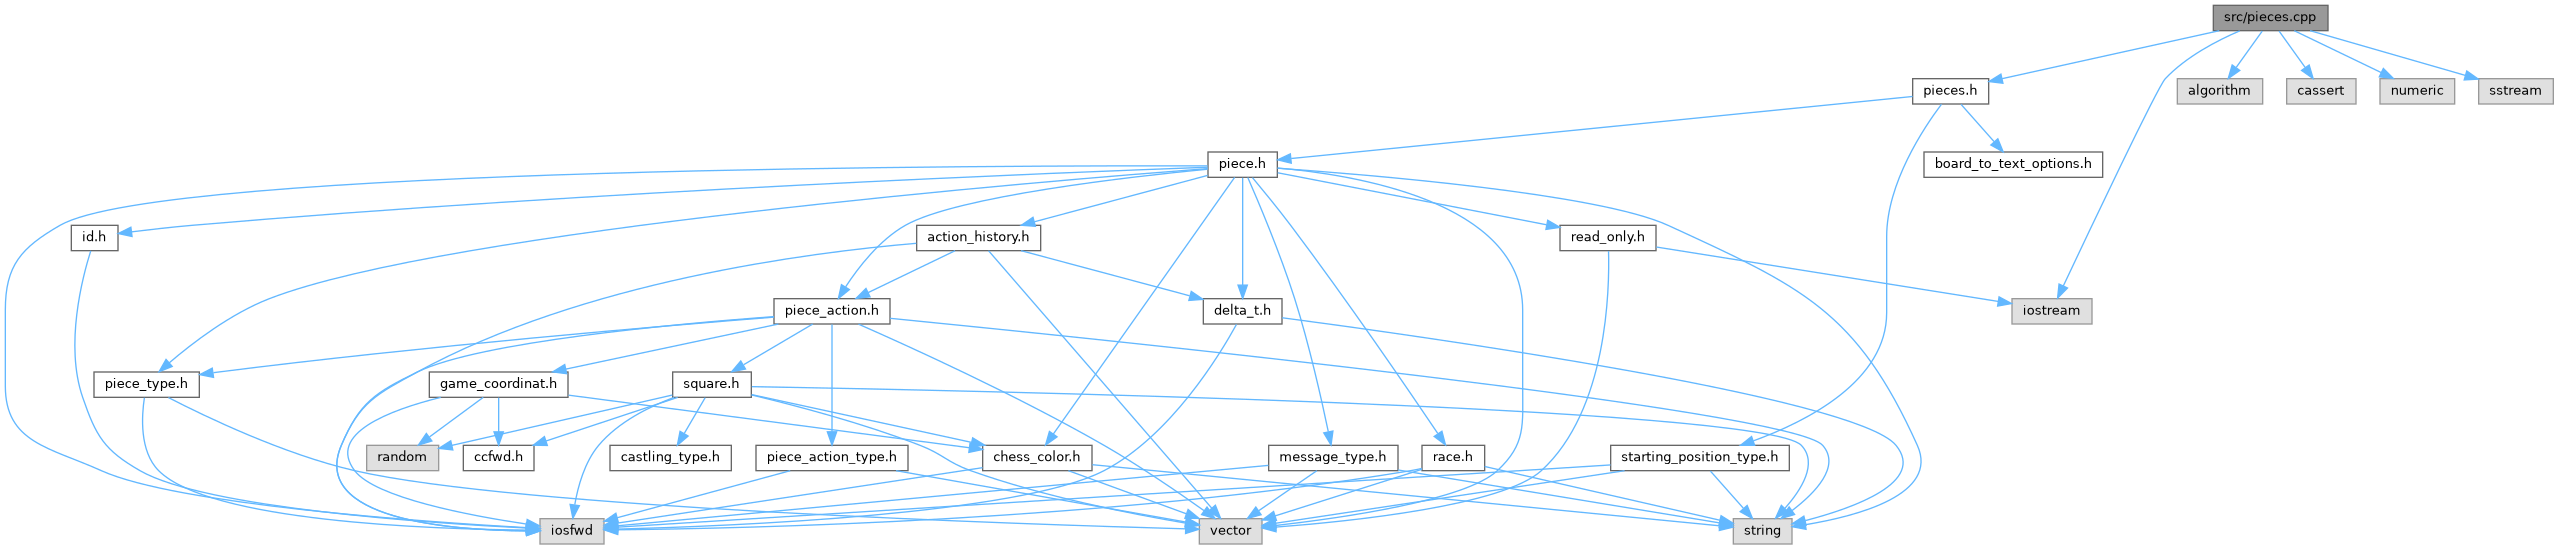 src/pieces.cpp
pieces.h
algorithm
cassert
numeric
sstream
piece.h
board_to_text_options.h
id.h
action_history.h
read_only.h
piece_action.h
delta_t.h
iostream
piece_type.h
game_coordinat.h
square.h
random
ccfwd.h
castling_type.h
piece_action_type.h
chess_color.h
message_type.h
race.h
starting_position_type.h
iosfwd
vector
string